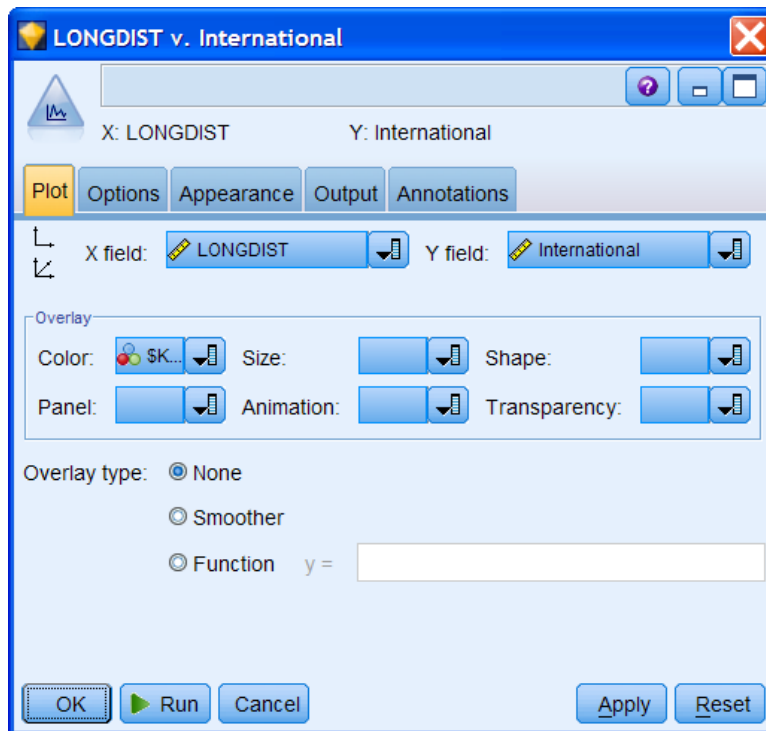 LONGDIST v. International
X: LONGDIST Y: International
Plot Options Appearance Output Annotations
X field: LONGDIST Y field: International
Overlay
Color: $K... Size: Shape:
Panel: Animation: Transparency:
Overlay type: None
Smoother
Function y =
OK Run Cancel Apply Reset